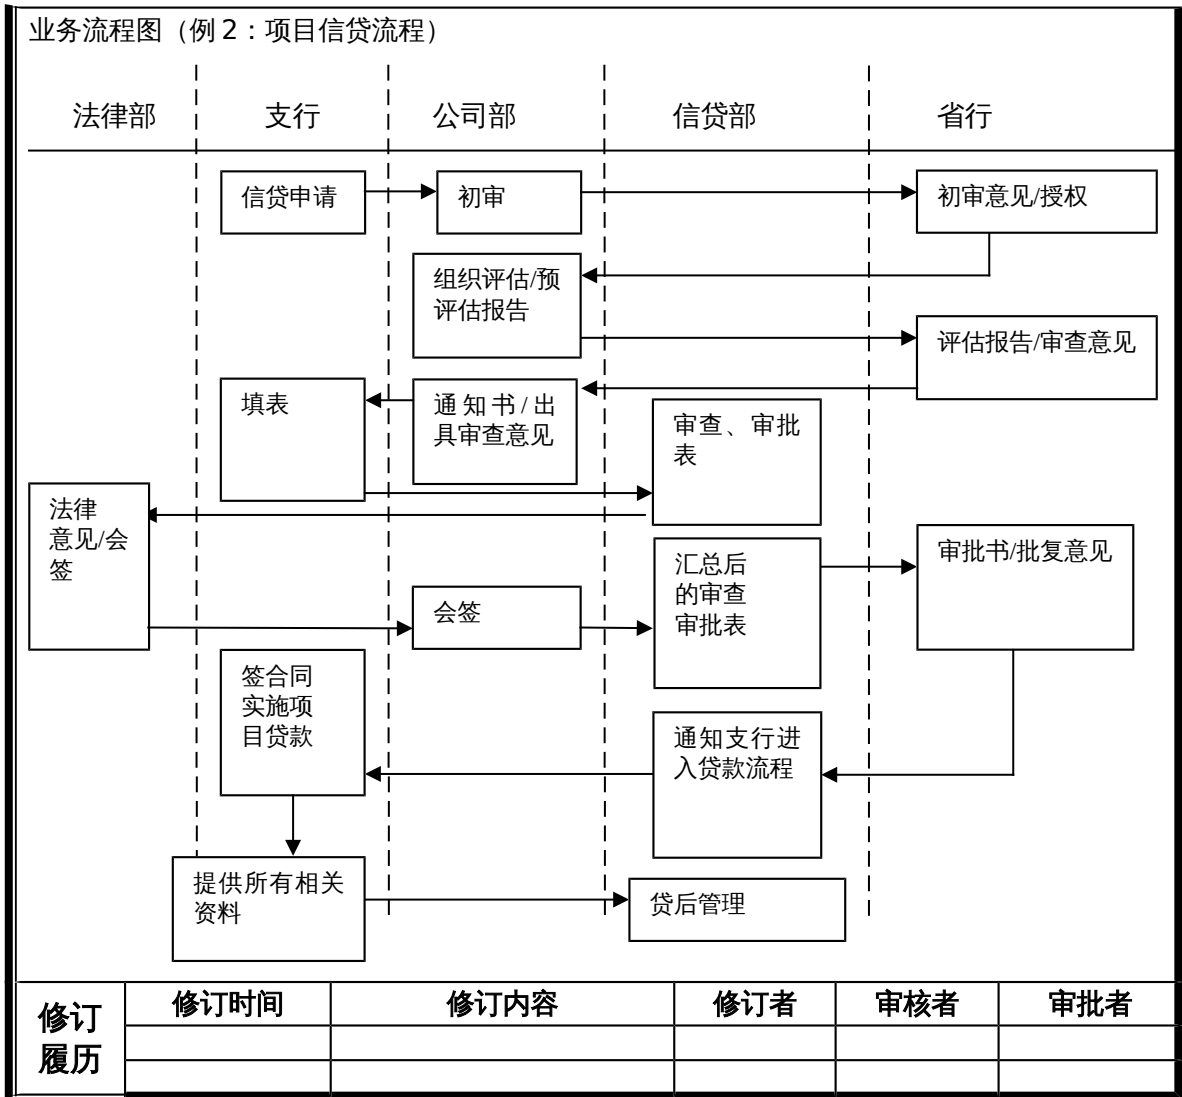 业务流程图（例 2：项目信贷流程）
法律部 支行 公司部 信贷部 省行
信贷申请
初审
初审意见/授权
组织评估/预
评估报告
评估报告/审查意见
填表
通知书/出
具审查意见
审查、审批
表
法律
意见/会
签
汇总后
的审查
审批表
审批书/批复意见
会签
签合同
实施项
目贷款
通知支行进
入贷款流程
提供所有相关
资料
贷后管理
修订
履历
修订时间 修订内容 修订者 审核者 审批者